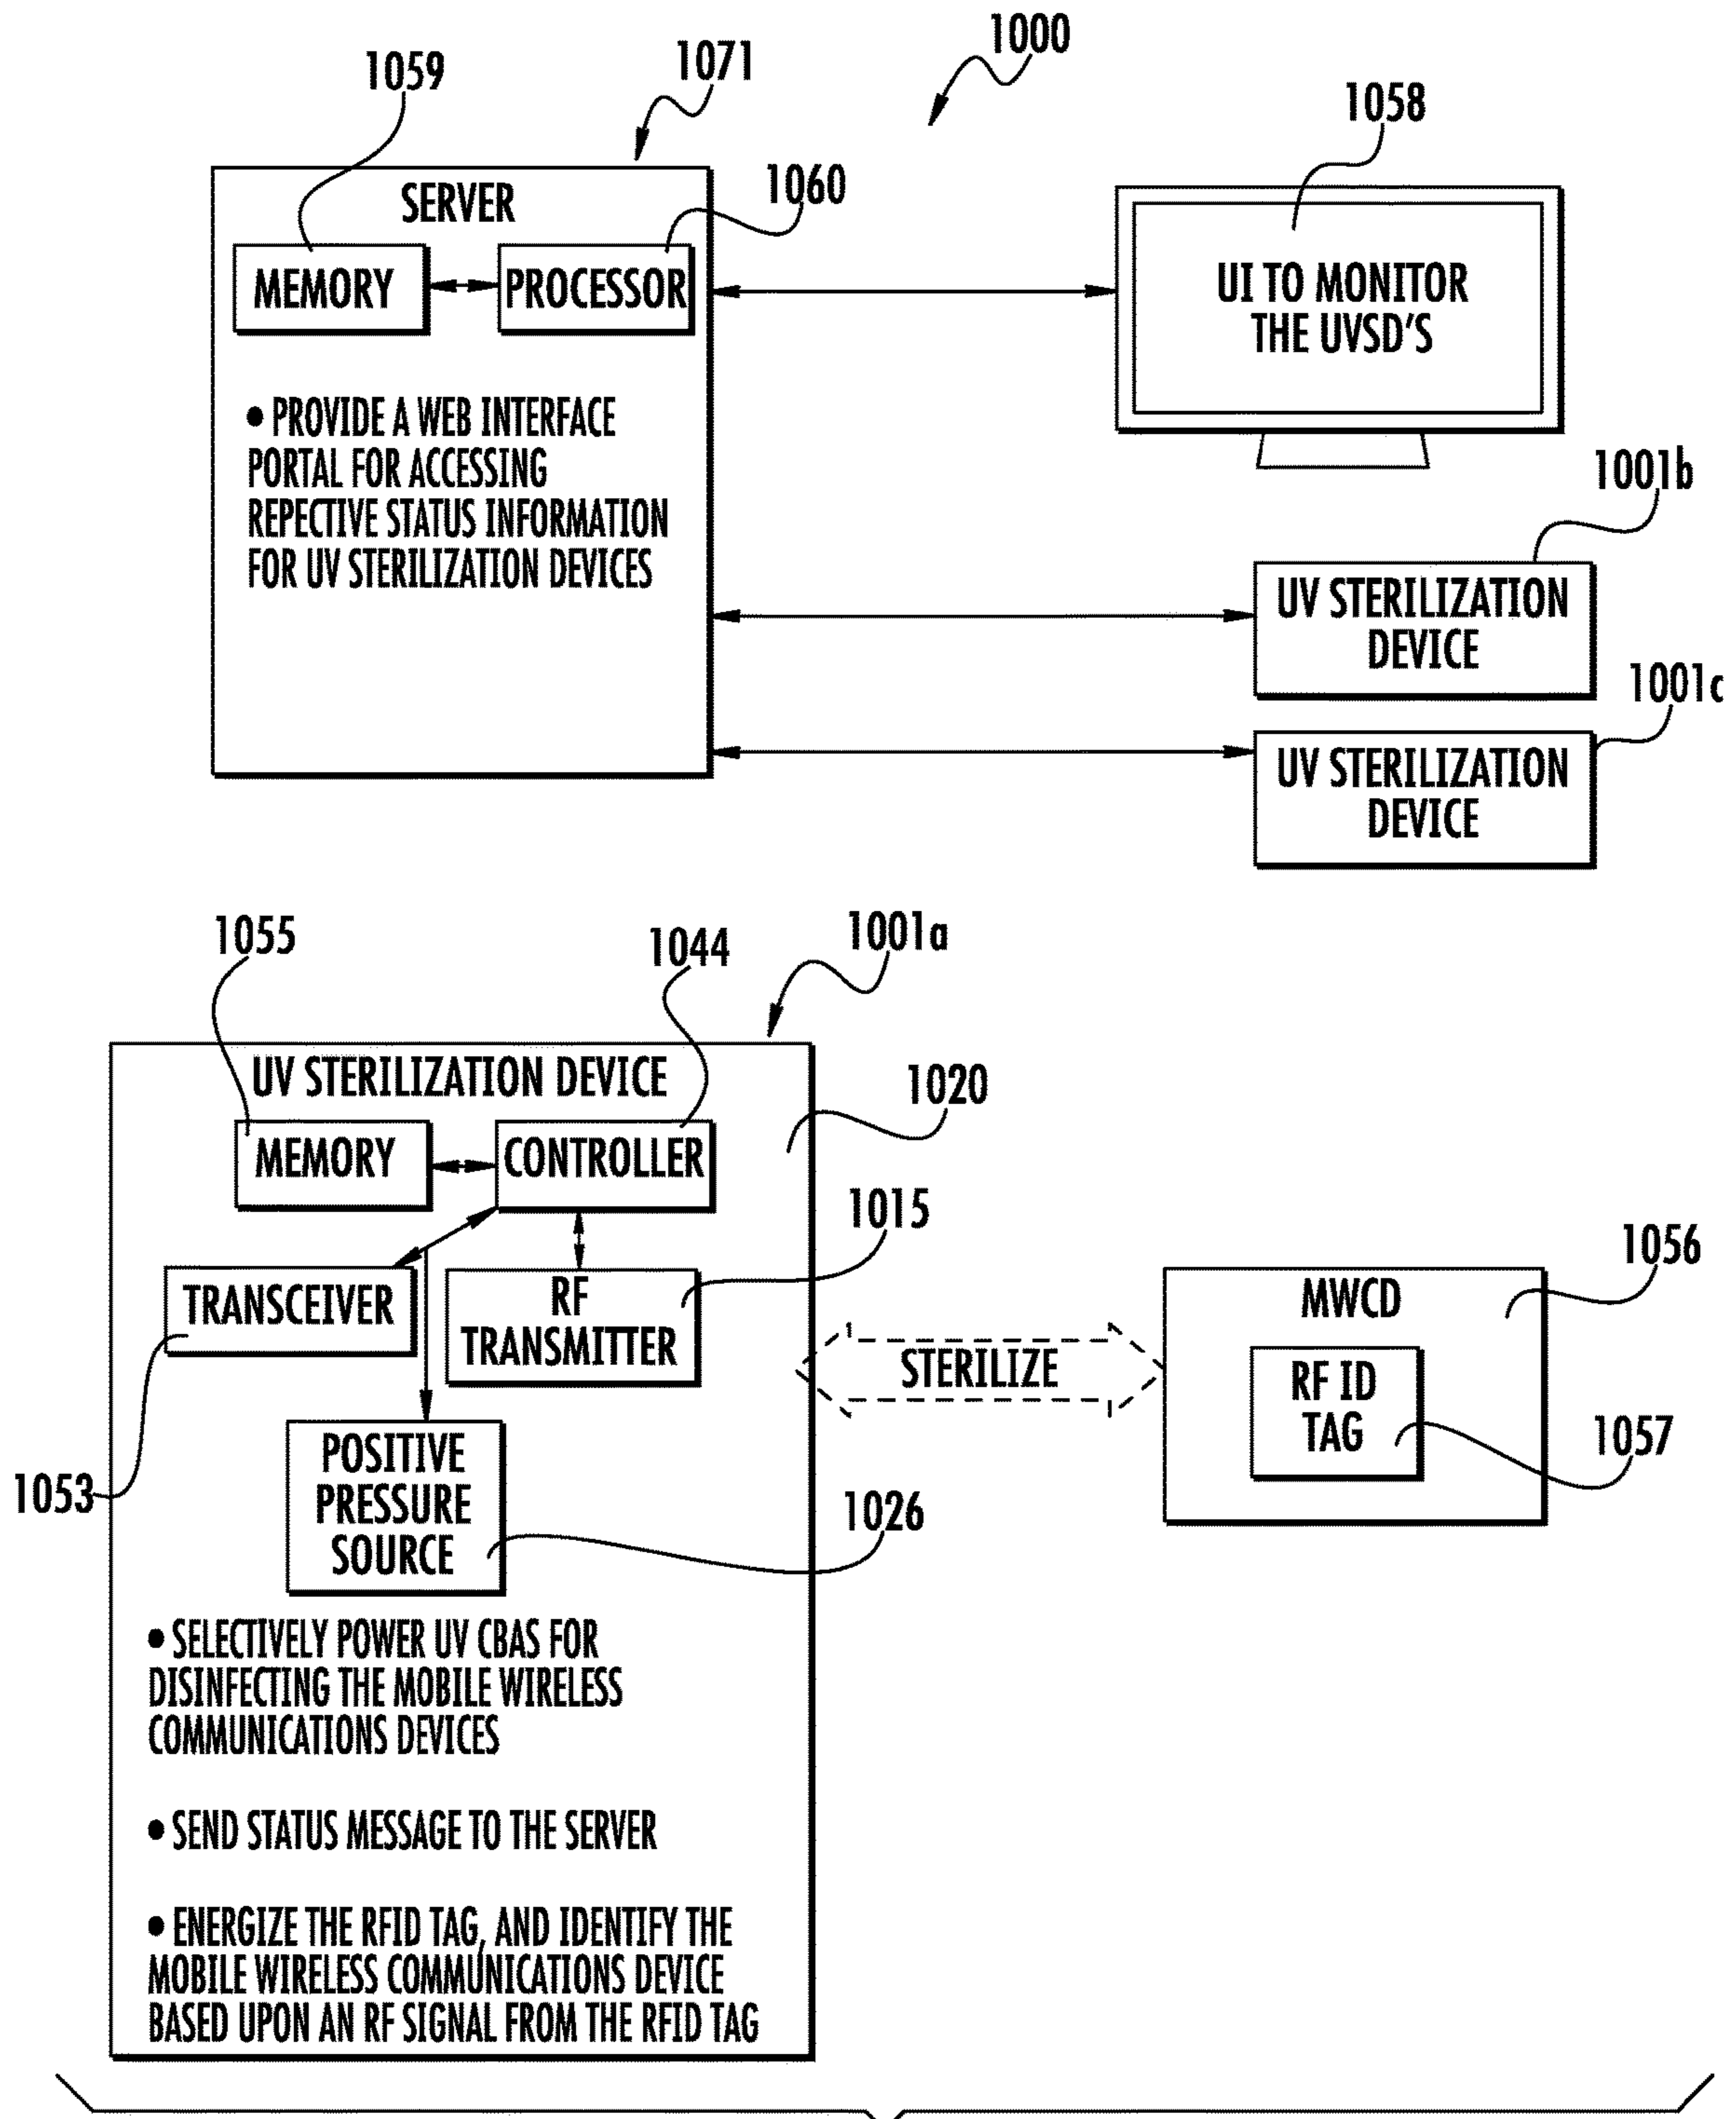 1000
1059
1071
1058
SERVER
1060
MEMORY
PROCESSOR
UI TO MONITOR
THE UVSD'S
• PROVIDE A WEB INTERFACE
PORTAL FOR ACCESSING
REPECTIVE STATUS INFORMATION
FOR UV STERILIZATION DEVICES
1001b
UV STERILIZATION
DEVICE
1001c
UV STERILIZATION
DEVICE
1055
1044
1001a
UV STERILIZATION DEVICE
1020
MEMORY
CONTROLLER
1015
TRANSCEIVER
RF
TRANSMITTER
1056
MWCD
STERILIZE
RF ID
TAG
1057
1053
POSITIVE
PRESSURE
SOURCE
1026
• SELECTIVELY POWER UV CBAS FOR
DISINFECTING THE MOBILE WIRELESS
COMMUNICATIONS DEVICES
• SEND STATUS MESSAGE TO THE SERVER
• ENERGIZE THE RFID TAG, AND IDENTIFY THE
MOBILE WIRELESS COMMUNICATIONS DEVICE
BASED UPON AN RF SIGNAL FROM THE RFID TAG